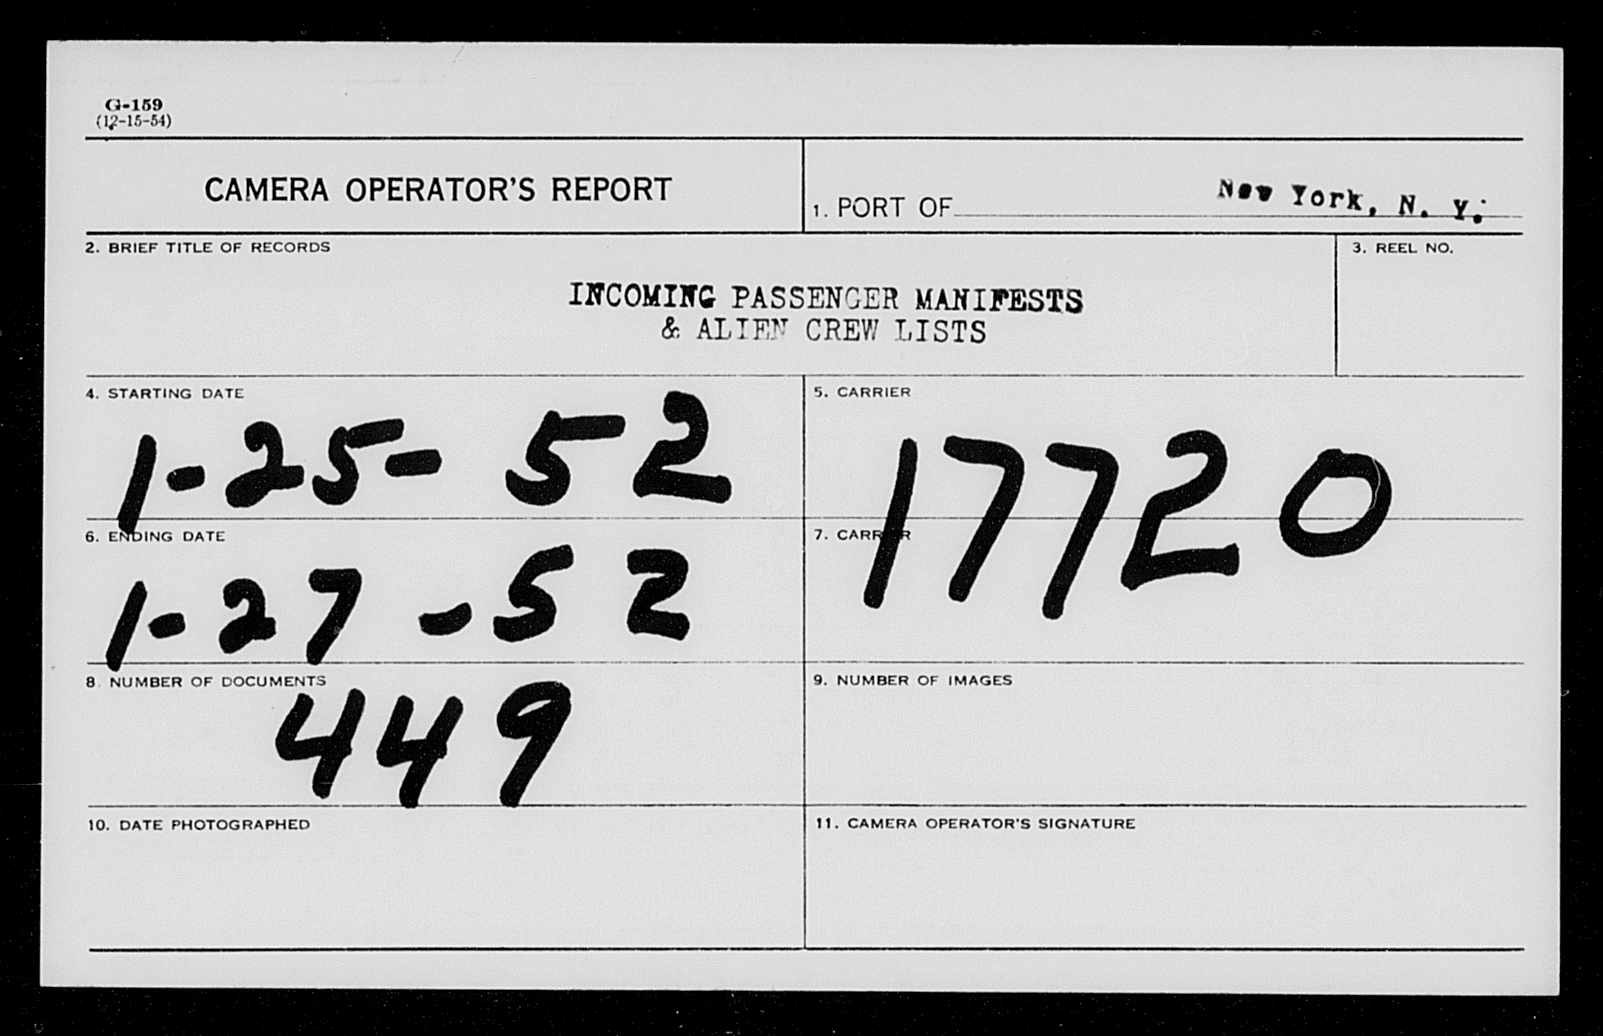 G-159
(12-15-54)
CAMERA OPERATOR'S REPORT
1. PORT OF New York, N. Y.
2. BRIEF TITLE OF RECORDS
3. REEL NO.
INCOMING PASSENGER MANIFESTS
& ALIEN CREW LISTS
4. STARTING DATE
1-25-52
5. CARRIER
17720
6. ENDING DATE
1-27-52
7. CARRIER
8. NUMBER OF DOCUMENTS
449
9. NUMBER OF IMAGES
10. DATE PHOTOGRAPHED
11. CAMERA OPERATOR'S SIGNATURE